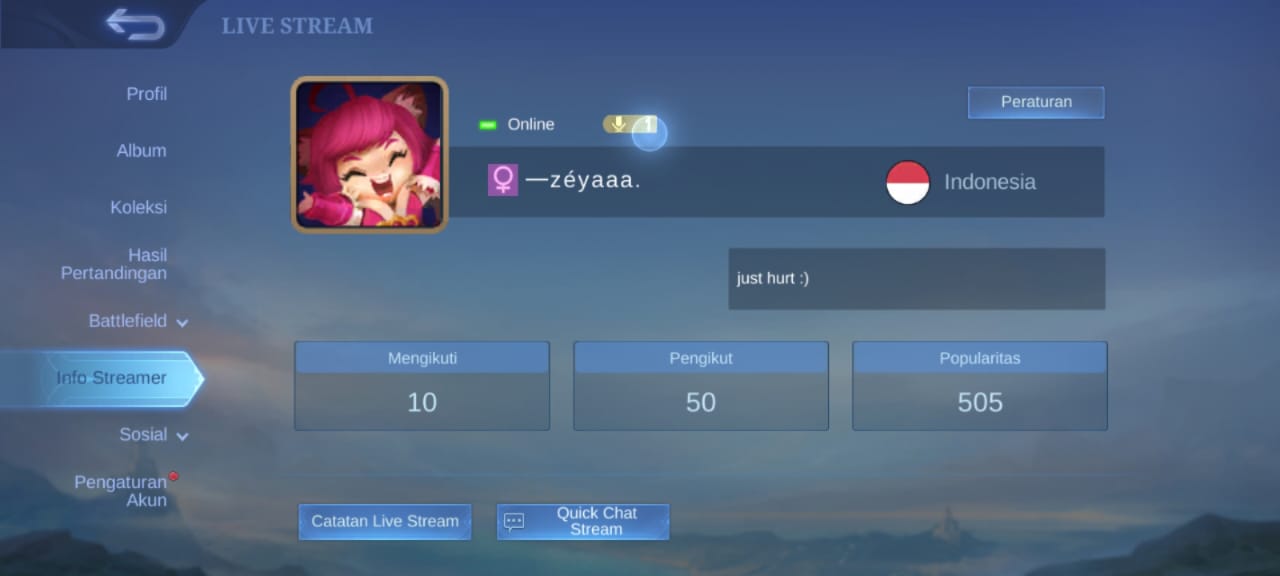 LIVE STREAM
Profil
Album
Koleksi
Hasil
Pertandingan
Battlefield
Info Streamer
Sosial
Pengaturan
Akun
Online
1
Peraturan
—zéyaaa.
Indonesia
just hurt :)
Mengikuti
10
Pengikut
50
Popularitas
505
Catatan Live Stream
Quick Chat
Stream